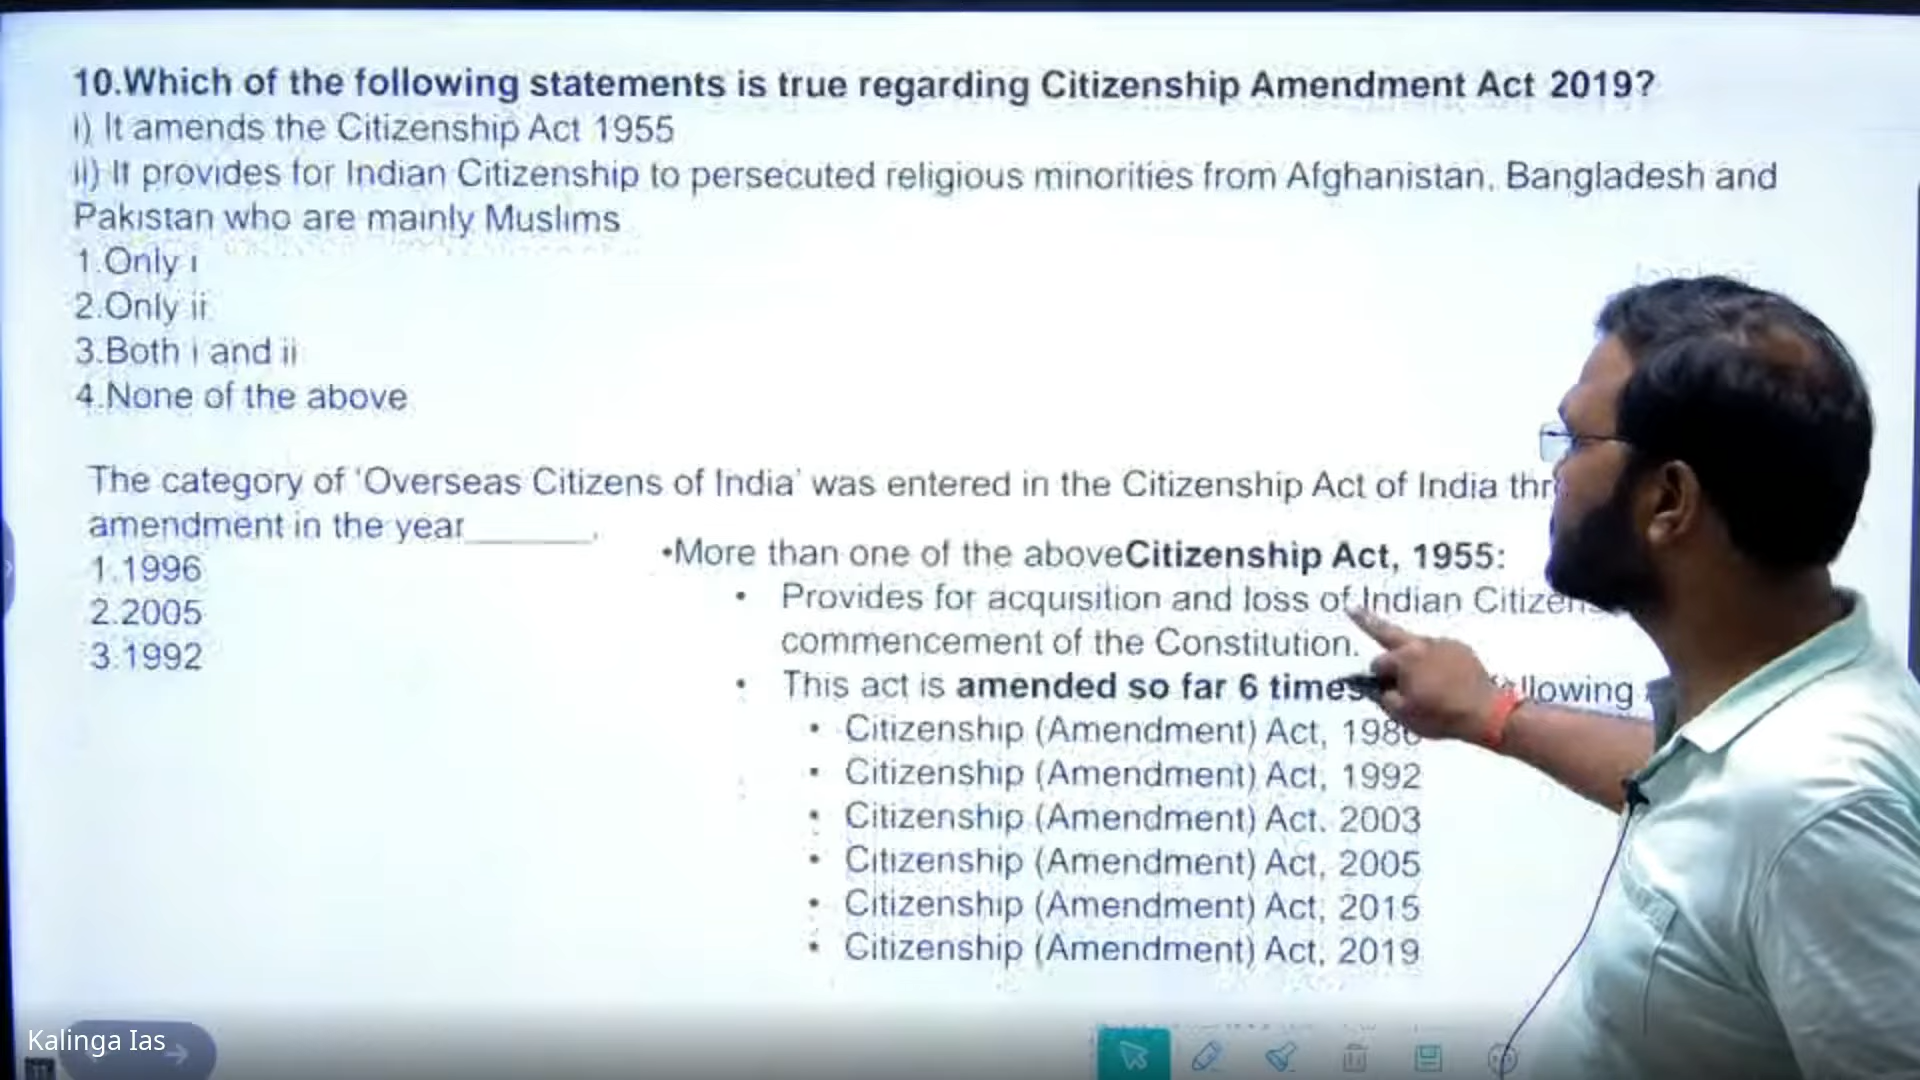 10.Which of the following statements is true regarding Citizenship Amendment Act 2019?
i) It amends the Citizenship Act 1955
ii) It provides for Indian Citizenship to persecuted religious minorities from Afghanistan, Bangladesh and
Pakistan who are mainly Muslims
1.Only i
2.Only ii
3.Both i and ii
4.None of the above
The category of ‘Overseas Citizens of India’ was entered in the Citizenship Act of India
amendment in the year_______.
1.1996
2.2005
3.1992
•More than one of the aboveCitizenship Act, 1955:
• Provides for acquisition and loss of Indian
commencement of the Constitution.
• This act is amended so far 6 times
• Citizenship (Amendment) Act, 1986
• Citizenship (Amendment) Act, 1992
• Citizenship (Amendment) Act, 2003
• Citizenship (Amendment) Act, 2005
• Citizenship (Amendment) Act, 2015
• Citizenship (Amendment) Act, 2019
Kalinga Ias